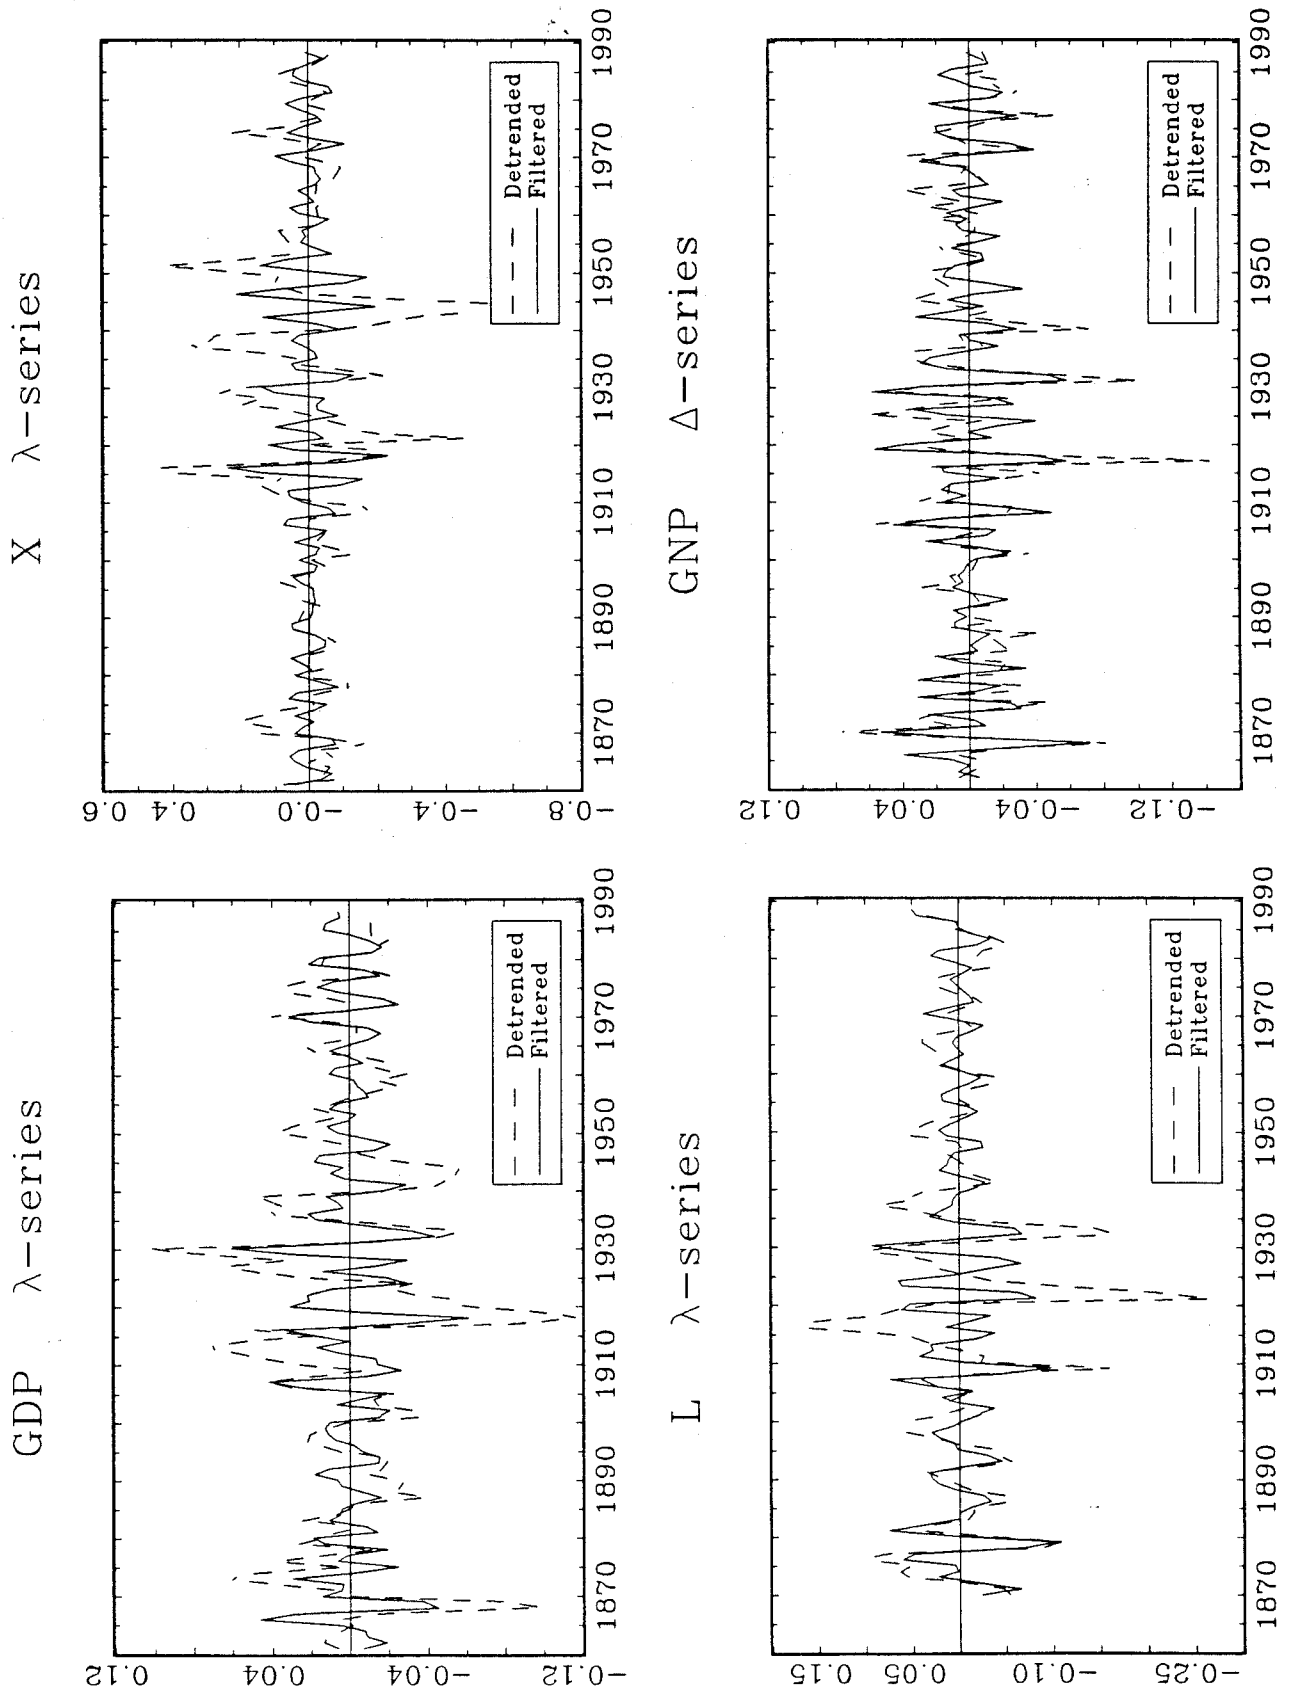 GDP λ−series
0.12
0.04
−0.04
−0.12
− − − Detrended
—— Filtered
1870 1890 1910 1930 1950 1970 1990
X λ−series
0.6
0.4
−0.0
−0.4
−0.8
− − − Detrended
—— Filtered
1870 1890 1910 1930 1950 1970 1990
L λ−series
0.15
0.05
−0.10
−0.25
− − − Detrended
—— Filtered
1870 1890 1910 1930 1950 1970 1990
GNP Δ−series
0.12
0.04
−0.04
−0.12
− − − Detrended
—— Filtered
1870 1890 1910 1930 1950 1970 1990